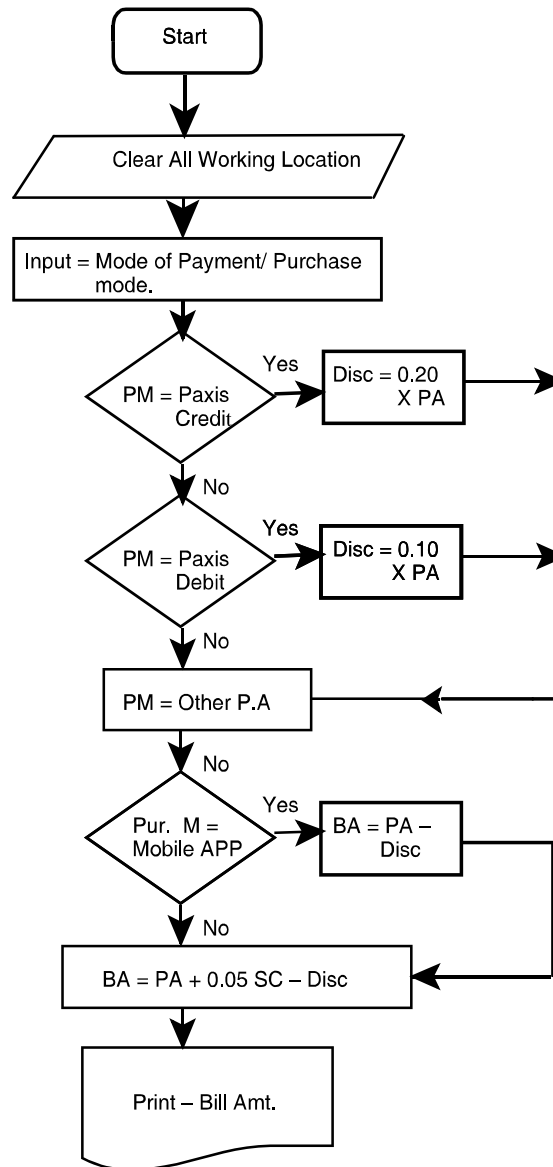 Start
Clear All Working Location
Input = Mode of Payment/ Purchase
mode.
PM = Paxis
Credit
Yes
Disc = 0.20
X PA
No
PM = Paxis
Debit
Yes
Disc = 0.10
X PA
No
PM = Other P.A
No
Pur. M =
Mobile APP
Yes
BA = PA –
Disc
No
BA = PA + 0.05 SC – Disc
Print – Bill Amt.